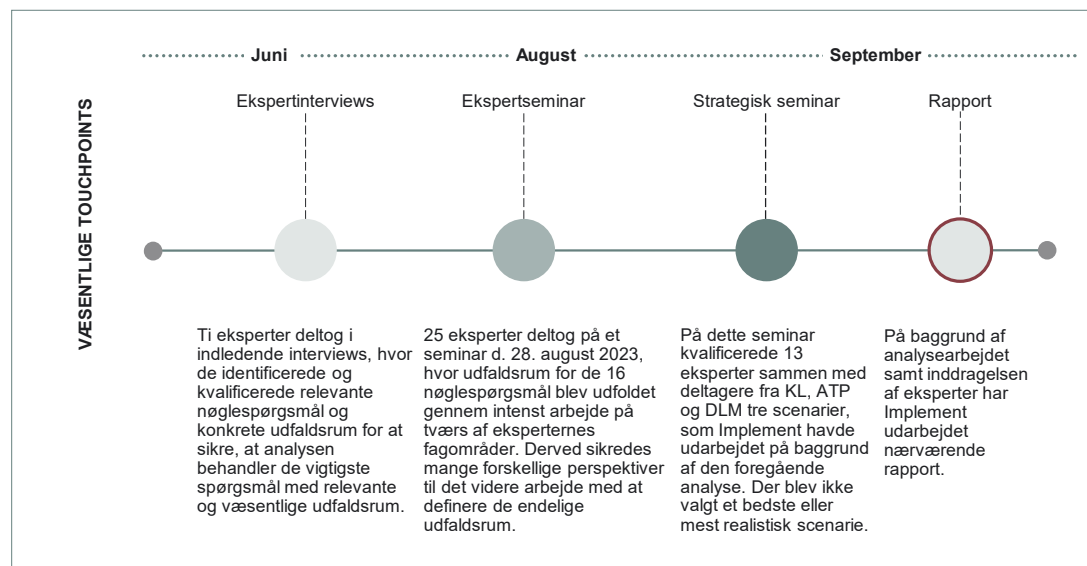 Juni
August
September
VÆSENTLIGE TOUCHPOINTS
Ekspertinterviews
Ekspertseminar
Strategisk seminar
Rapport
Ti eksperter deltog i
indledende interviews, hvor
de identificerede og
kvalificerede relevante
nøglespørgsmål og
konkrete udfaldsrum for at
sikre, at analysen
behandler de vigtigste
spørgsmål med relevante
og væsentlige udfaldsrum.
25 eksperter deltog på et
seminar d. 28. august 2023,
hvor udfaldsrum for de 16
nøglespørgsmål blev udfoldet
gennem intenst arbejde på
tværs af eksperternes
fagområder. Derved sikredes
mange forskellige perspektiver
til det videre arbejde med at
definere de endelige
udfaldsrum.
På dette seminar
kvalificerede 13
eksperter sammen med
deltagere fra KL, ATP
og DLM tre scenarier,
som Implement havde
udarbejdet på baggrund
af den foregående
analyse. Der blev ikke
valgt et bedste eller
mest realistisk scenarie.
På baggrund af
analysearbejdet
samt inddragelsen
af eksperter har
Implement
udarbejdet
nærværende
rapport.